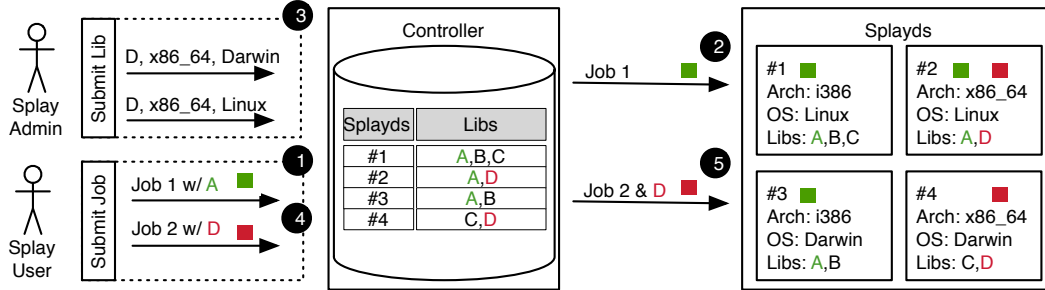 Splay
Admin
Submit Lib
3
D, x86_64, Darwin
D, x86_64, Linux
Splay
User
Submit Job
1
Job 1 w/ A
4
Job 2 w/ D
Controller
Splayds Libs
#1 A,B,C
#2 A,D
#3 A,B
#4 C,D
2
Job 1
5
Job 2 & D
Splayds
#1
Arch: i386
OS: Linux
Libs: A,B,C
#2
Arch: x86_64
OS: Linux
Libs: A,D
#3
Arch: i386
OS: Darwin
Libs: A,B
#4
Arch: x86_64
OS: Darwin
Libs: C,D